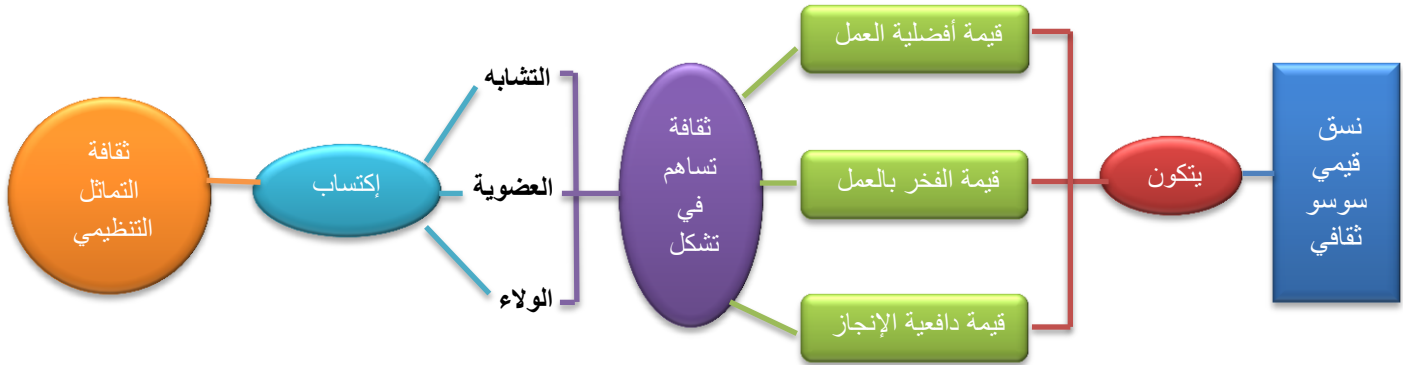 نسق
قيمي
سوسو
ثقافي
يتكون
قيمة أفضلية العمل
قيمة الفخر بالعمل
قيمة دافعية الإنجاز
ثقافة
تساهم
في
تشكل
التشابه
العضوية
الولاء
إكتساب
ثقافة
التماثل
التنظيمي